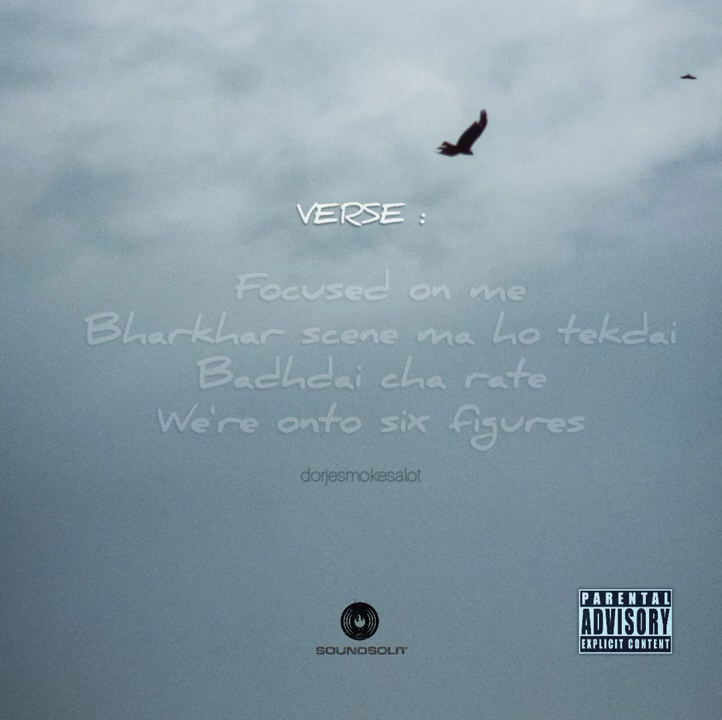 VERSE :
Focused on me
Bharkhar scene ma ho tekdai
Badhdai cha rate
We're onto six figures
dorjesmokesalot
PARENTAL
ADVISORY
EXPLICIT CONTENT